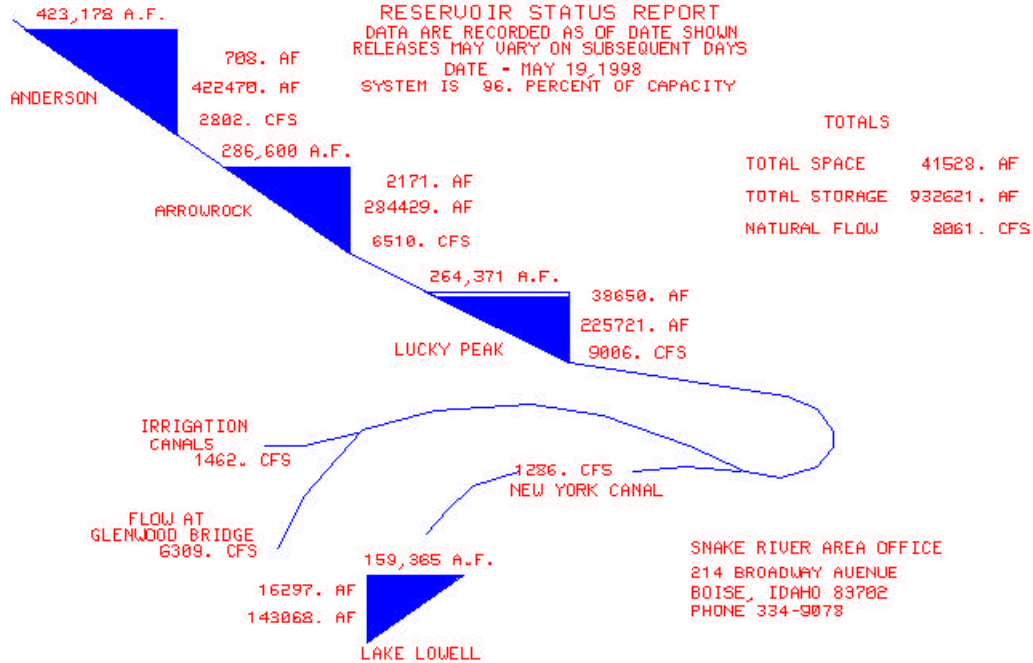 423,178 A.F.
RESERVOIR STATUS REPORT
DATA ARE RECORDED AS OF DATE SHOWN
RELEASES MAY VARY ON SUBSEQUENT DAYS
DATE - MAY 19,1998
SYSTEM IS 96. PERCENT OF CAPACITY
708. AF
422470. AF
2802. CFS
ANDERSON
286,600 A.F.
2171. AF
284429. AF
6510. CFS
ARROWROCK
TOTALS
TOTAL SPACE 41528. AF
TOTAL STORAGE 932621. AF
NATURAL FLOW 8061. CFS
264,371 A.F.
38650. AF
225721. AF
9006. CFS
LUCKY PEAK
IRRIGATION
CANALS
1462. CFS
1286. CFS
NEW YORK CANAL
FLOW AT
GLENWOOD BRIDGE
6309. CFS
159,365 A.F.
16297. AF
143068. AF
LAKE LOWELL
SNAKE RIVER AREA OFFICE
214 BROADWAY AVENUE
BOISE, IDAHO 83702
PHONE 334-9078